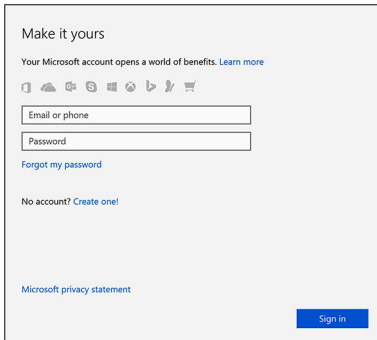 Make it yours
Your Microsoft account opens a world of benefits. Learn more
Email or phone
Password
Forgot my password
No account? Create one!
Microsoft privacy statement
Sign in